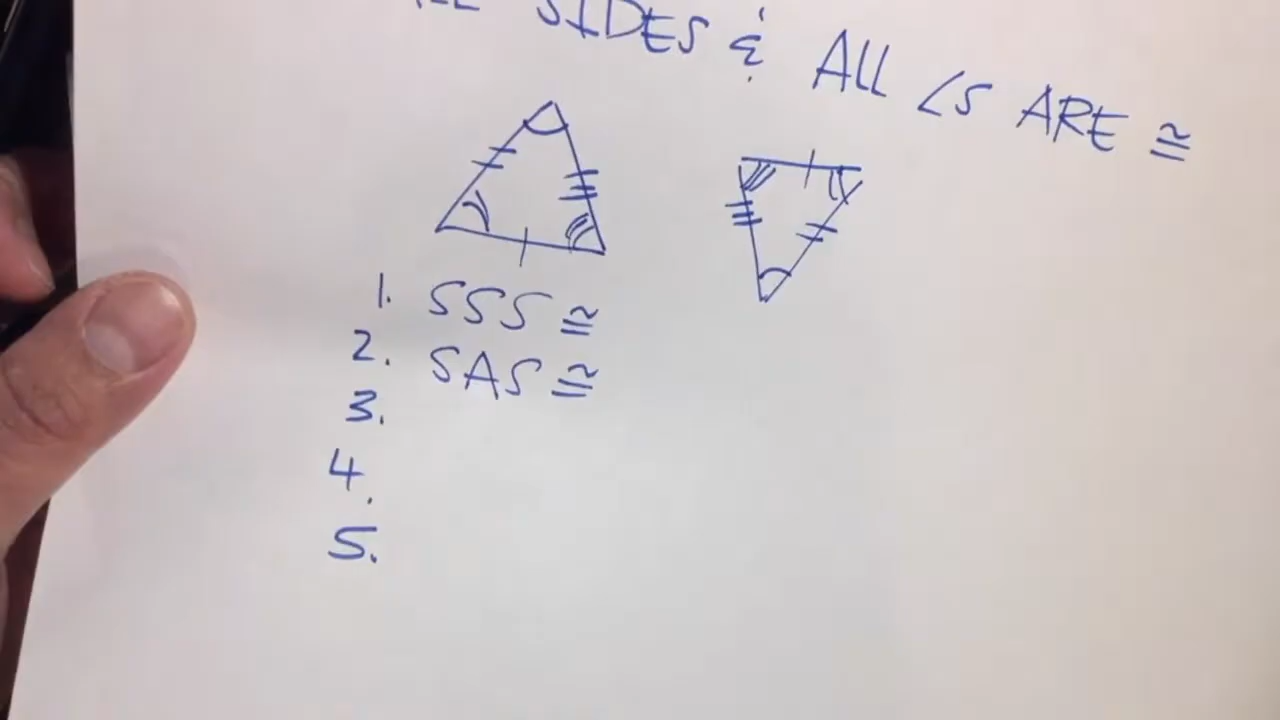 SIDES & ALL ∠S ARE ≅
1. SSS ≅
2. SAS ≅
3.
4.
5.